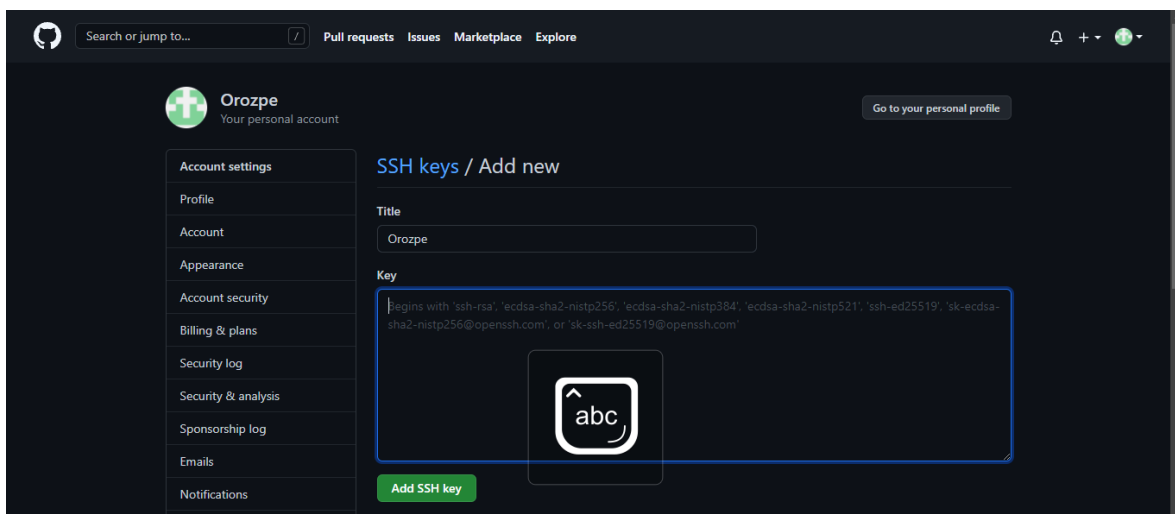 Search or jump to... /
Pull requests Issues Marketplace Explore
Orozpe
Your personal account
Go to your personal profile
Account settings
Profile
Account
Appearance
Account security
Billing & plans
Security log
Security & analysis
Sponsorship log
Emails
Notifications
SSH keys / Add new
Title
Orozpe
Key
Begins with 'ssh-rsa', 'ecdsa-sha2-nistp256', 'ecdsa-sha2-nistp384', 'ecdsa-sha2-nistp521', 'ssh-ed25519', 'sk-ecdsa-
sha2-nistp256@openssh.com', or 'sk-ssh-ed25519@openssh.com'
abc
Add SSH key